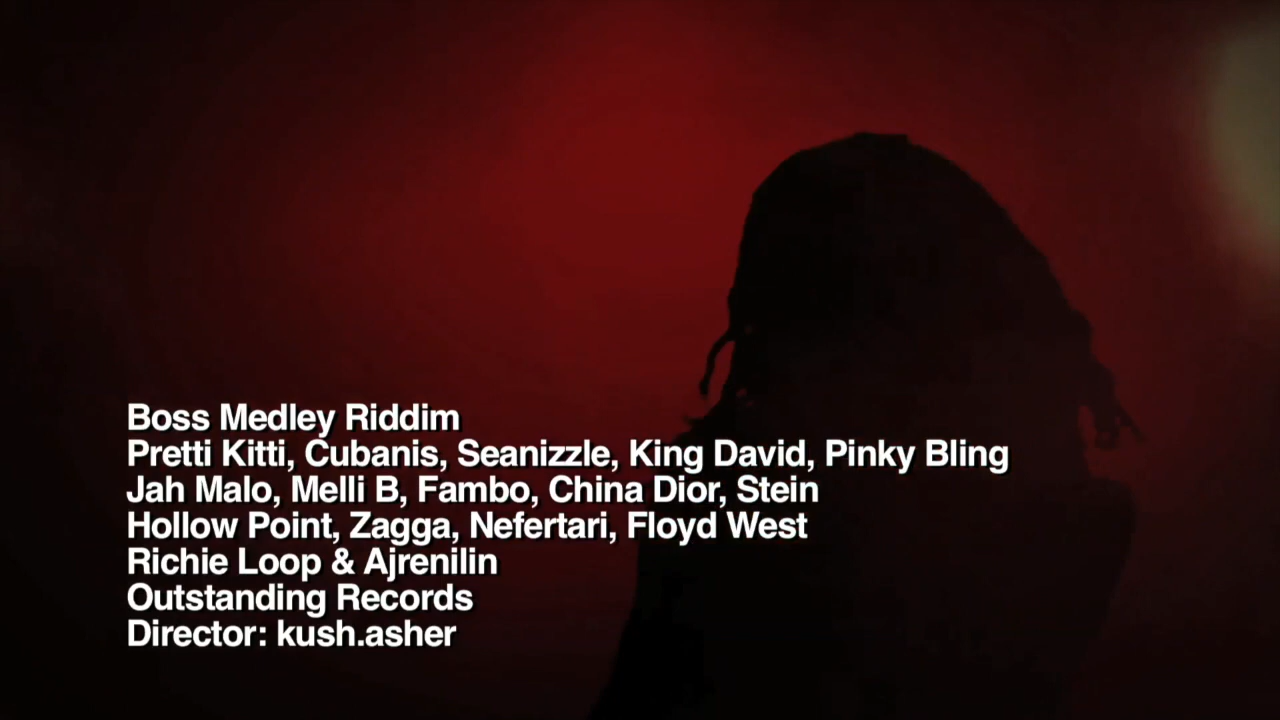 Boss Medley Riddim
Pretti Kitti, Cubanis, Seanizzle, King David, Pinky Bling
Jah Malo, Melli B, Fambo, China Dior, Stein
Hollow Point, Zagga, Nefertari, Floyd West
Richie Loop & Ajrenilin
Outstanding Records
Director: kush.asher